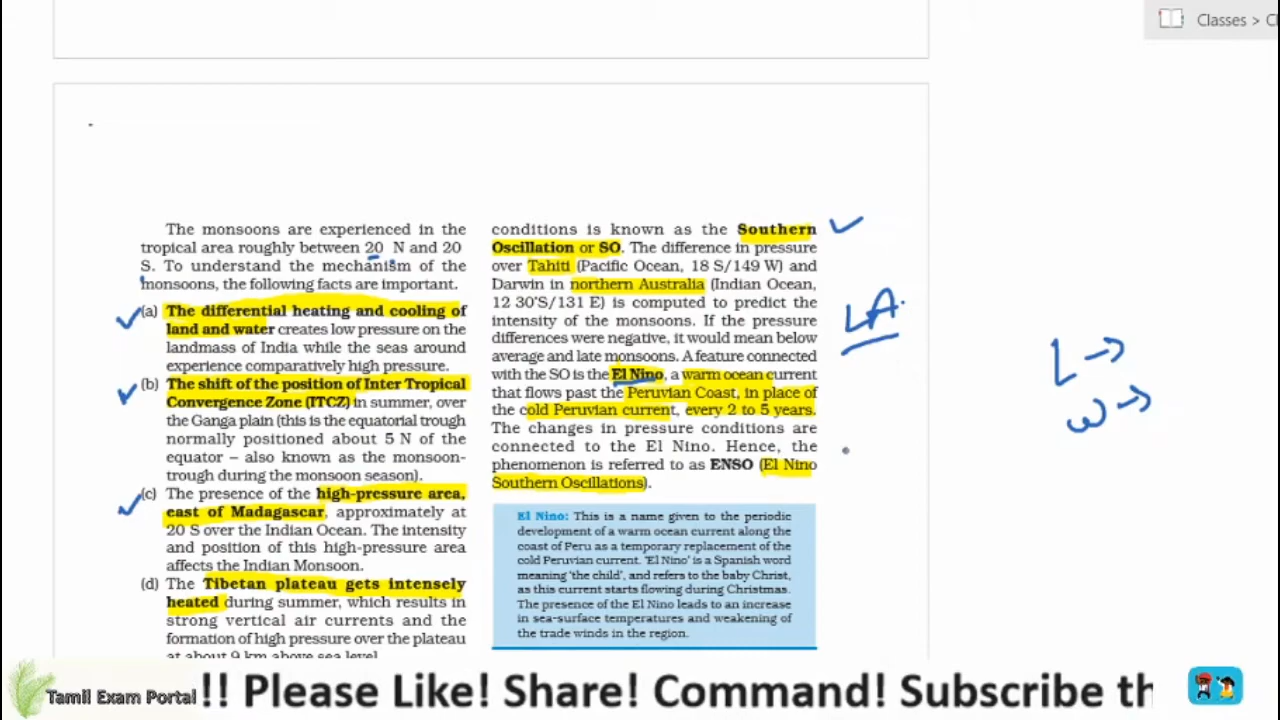 Classes > C
The monsoons are experienced in the
tropical area roughly between 20 N and 20
S. To understand the mechanism of the
monsoons, the following facts are important.
(a) The differential heating and cooling of
land and water creates low pressure on the
landmass of India while the seas around
experience comparatively high pressure.
(b) The shift of the position of Inter Tropical
Convergence Zone (ITCZ) in summer, over
the Ganga plain (this is the equatorial trough
normally positioned about 5 N of the
equator – also known as the monsoon-
trough during the monsoon season).
(c) The presence of the high-pressure area,
east of Madagascar, approximately at
20 S over the Indian Ocean. The intensity
and position of this high-pressure area
affects the Indian Monsoon.
(d) The Tibetan plateau gets intensely
heated during summer, which results in
strong vertical air currents and the
formation of high pressure over the plateau
at about 9 km above sea level.
conditions is known as the Southern
Oscillation or SO. The difference in pressure
over Tahiti (Pacific Ocean, 18 S/149 W) and
Darwin in northern Australia (Indian Ocean,
12 30'S/131 E) is computed to predict the
intensity of the monsoons. If the pressure
differences were negative, it would mean below
average and late monsoons. A feature connected
with the SO is the El Nino, a warm ocean current
that flows past the Peruvian Coast, in place of
the cold Peruvian current, every 2 to 5 years.
The changes in pressure conditions are
connected to the El Nino. Hence, the
phenomenon is referred to as ENSO (El Nino
Southern Oscillations).
El Nino: This is a name given to the periodic
development of a warm ocean current along the
coast of Peru as a temporary replacement of the
cold Peruvian current. 'El Nino' is a Spanish word
meaning 'the child', and refers to the baby Christ,
as this current starts flowing during Christmas.
The presence of the El Nino leads to an increase
in sea-surface temperatures and weakening of
the trade winds in the region.
LA.
L →
W →
Tamil Exam Portal
!! Please Like! Share! Command! Subscribe th